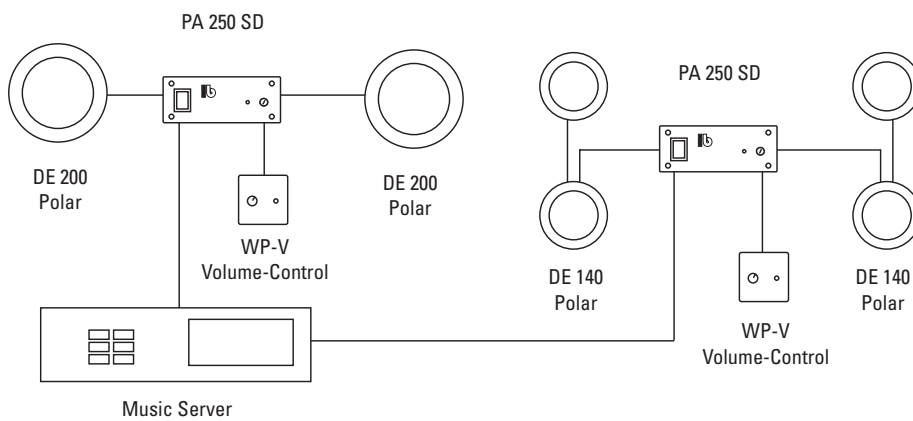 PA 250 SD
DE 200
Polar
WP-V
Volume-Control
DE 200
Polar
Music Server
PA 250 SD
DE 140
Polar
WP-V
Volume-Control
DE 140
Polar